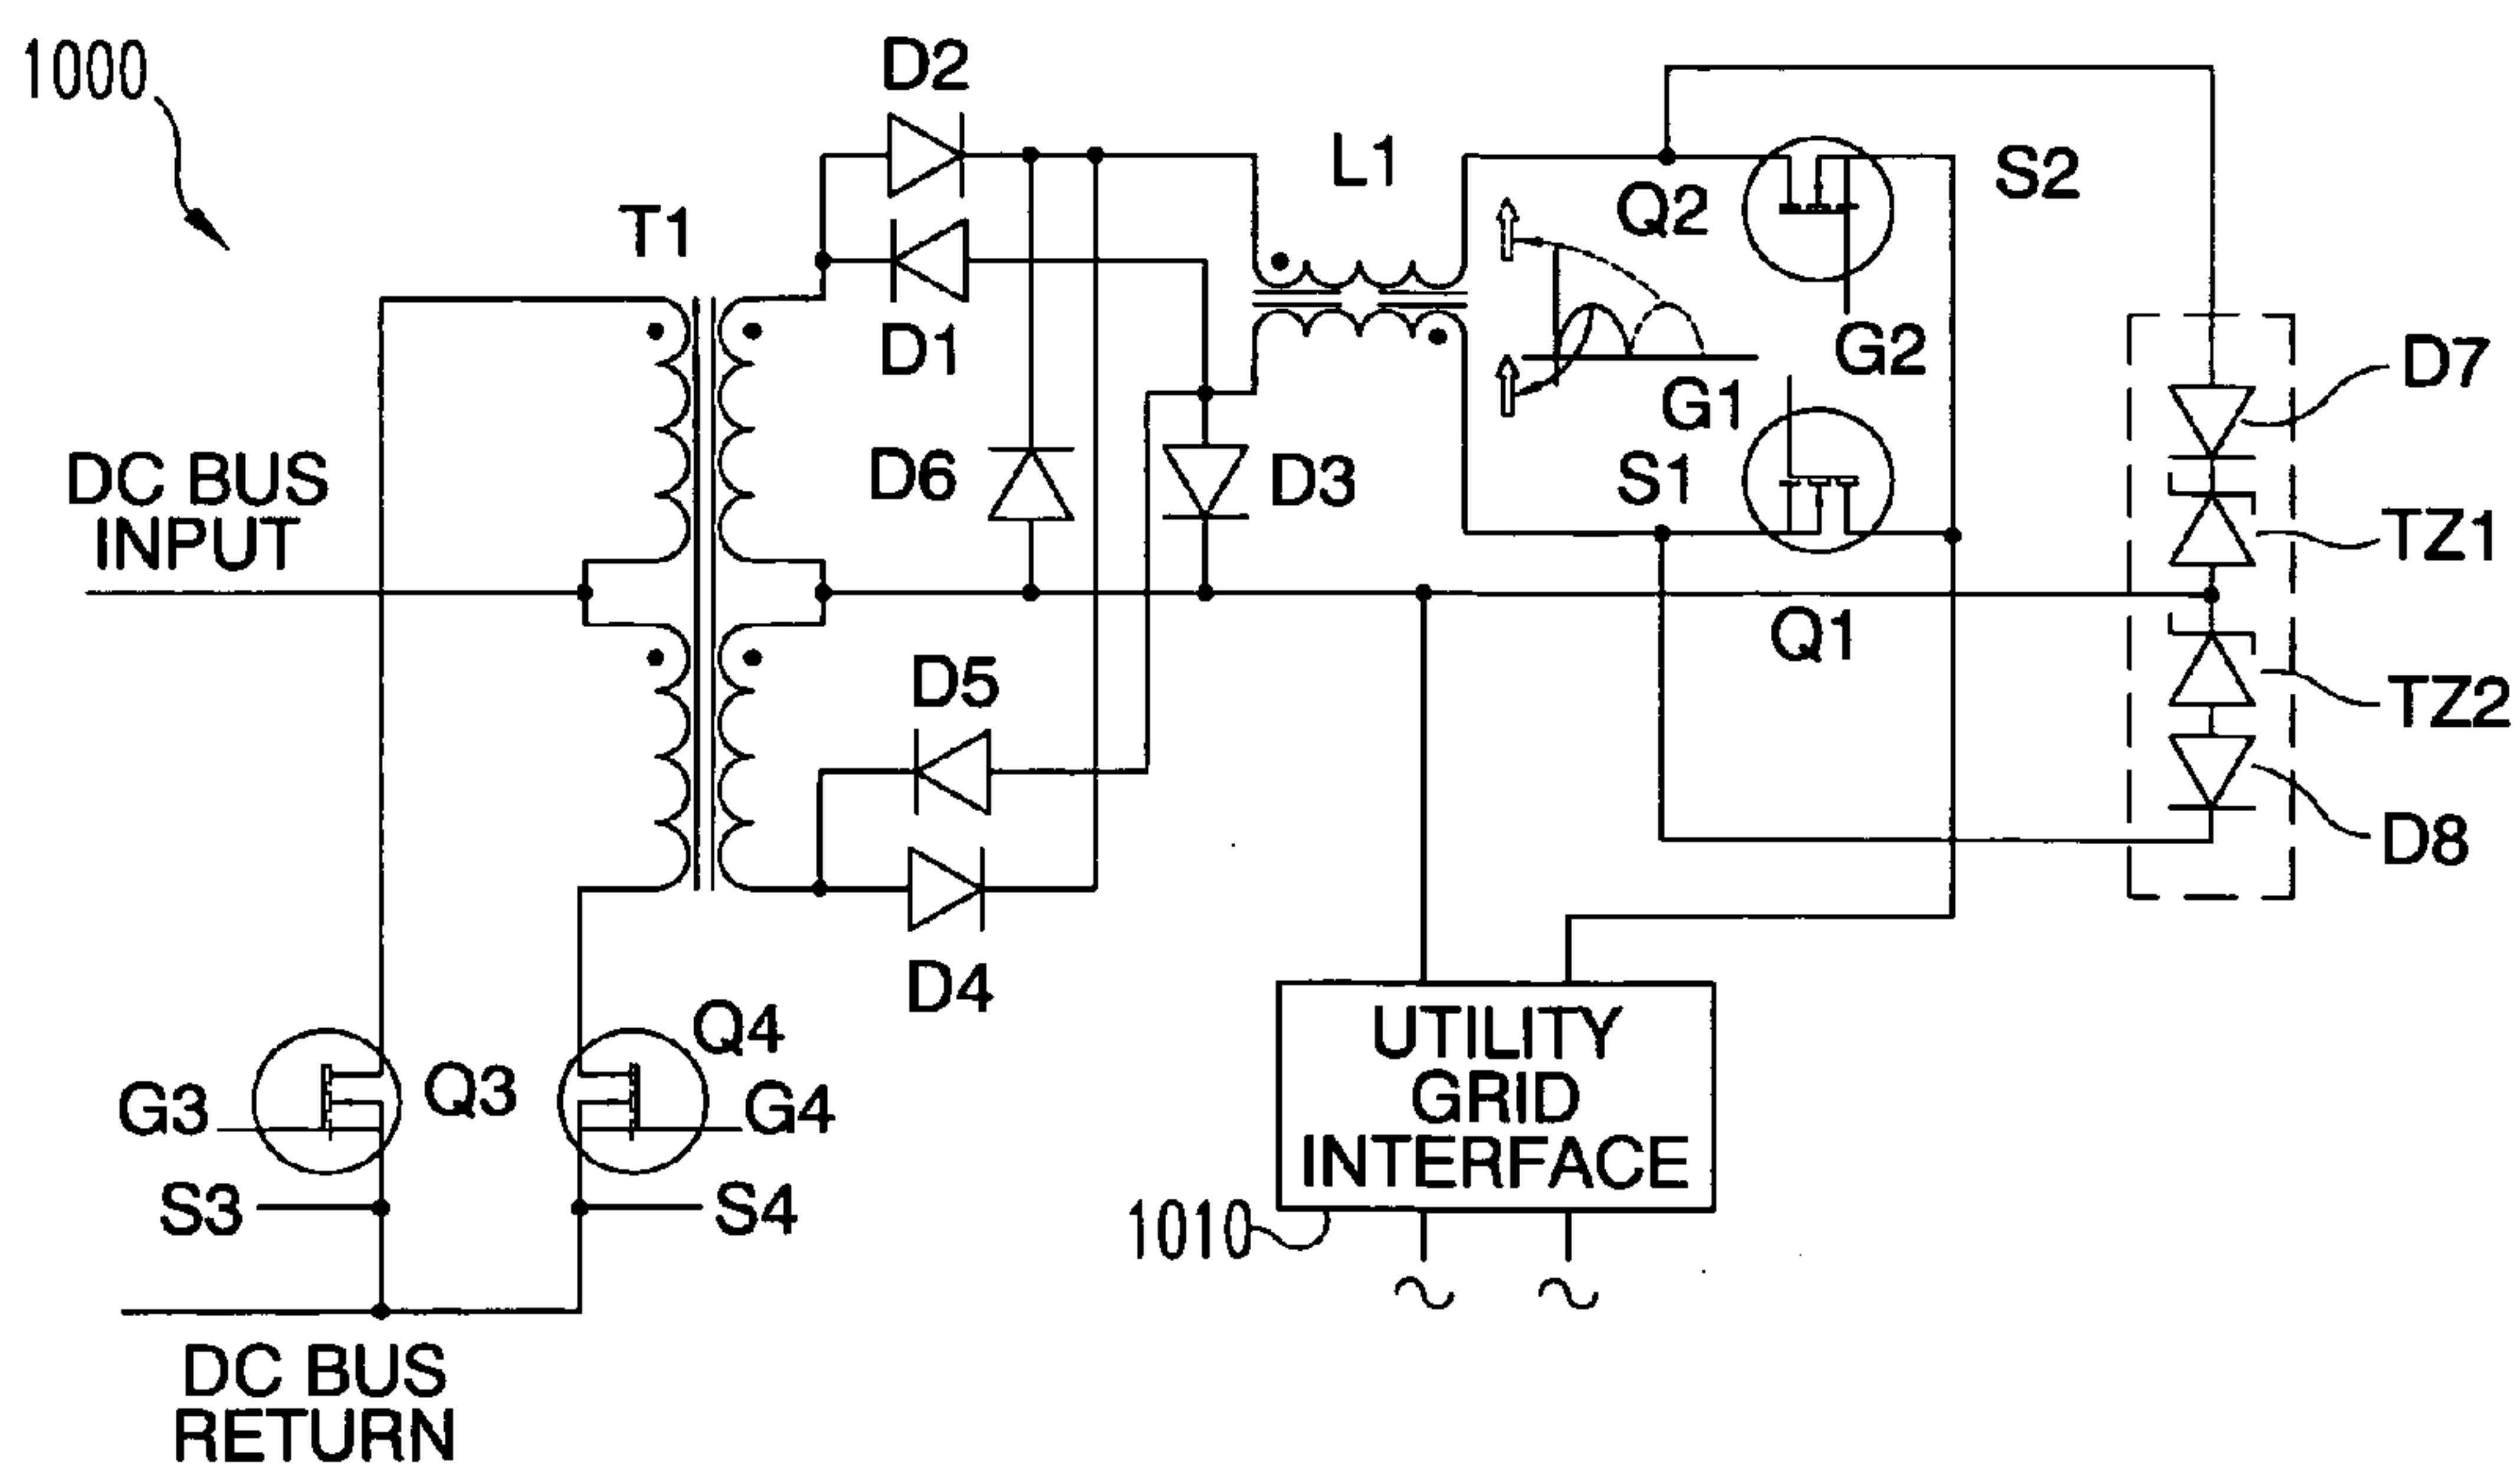 1000
D2
L1
S2
Q2
T1
D1
G2
D7
G1
DC BUS
INPUT
D6
D3
S1
TZ1
Q1
D5
TZ2
D8
D4
Q4
UTILITY
GRID
INTERFACE
G3
Q3
G4
S3
S4
1010
DC BUS
RETURN